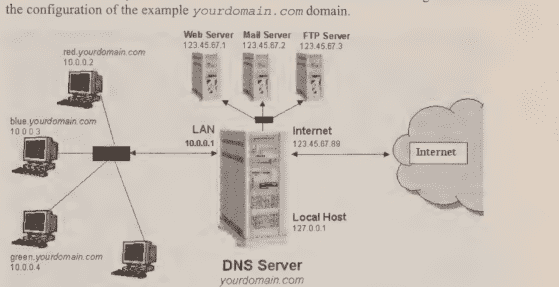 the configuration of the example yourdomain.com domain.
Web Server Mail Server FTP Server
123.45.67.1 123.45.67.2 123.45.67.3
red.yourdomain.com
10.0.0.2
blue.yourdomain.com
10.0.0.3
LAN
10.0.0.1
Internet
123.45.67.89
Internet
Local Host
127.0.0.1
green.yourdomain.com
10.0.0.4
DNS Server
yourdomain.com